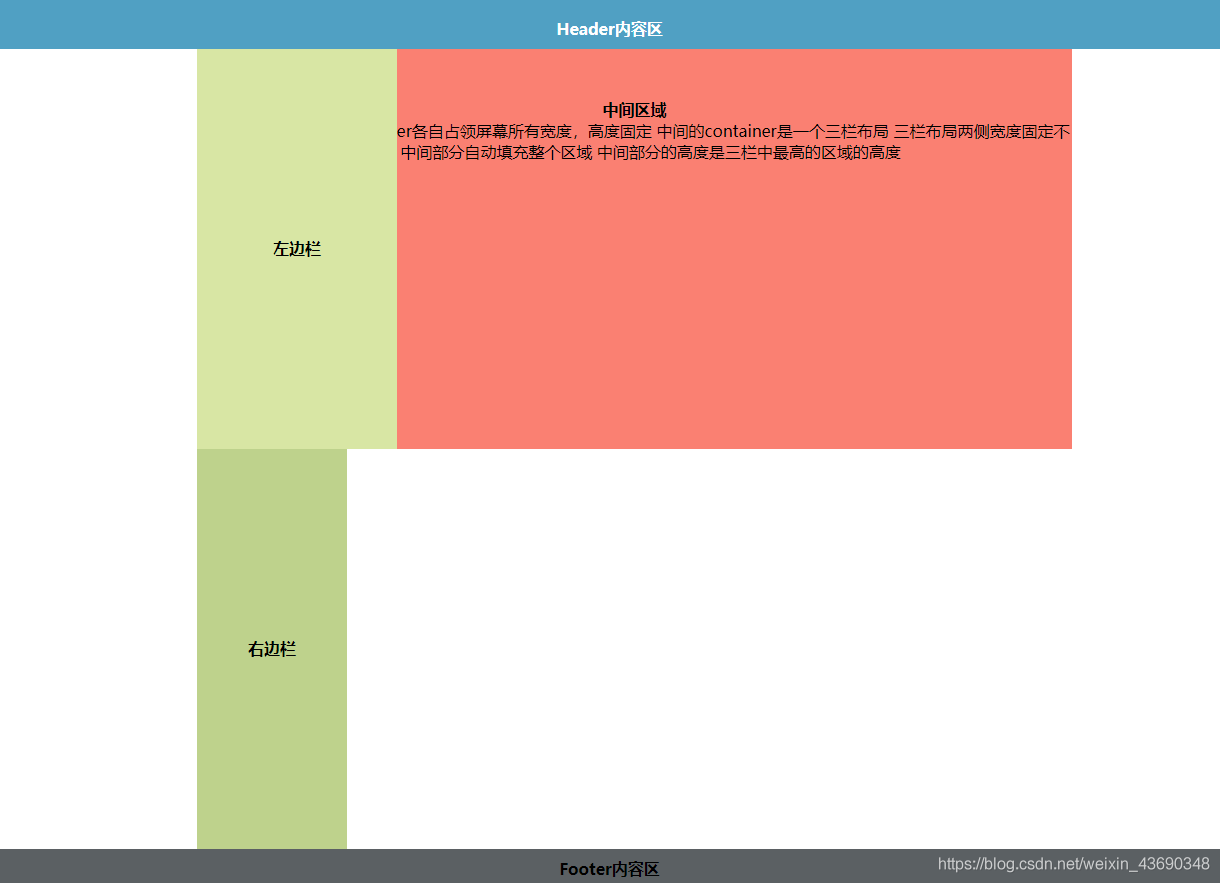 Header内容区
中间区域
er各自占领屏幕所有宽度，高度固定 中间的container是一个三栏布局 三栏布局两侧宽度固定不
中间部分自动填充整个区域 中间部分的高度是三栏中最高的区域的高度
左边栏
右边栏
Footer内容区
https://blog.csdn.net/weixin_43690348